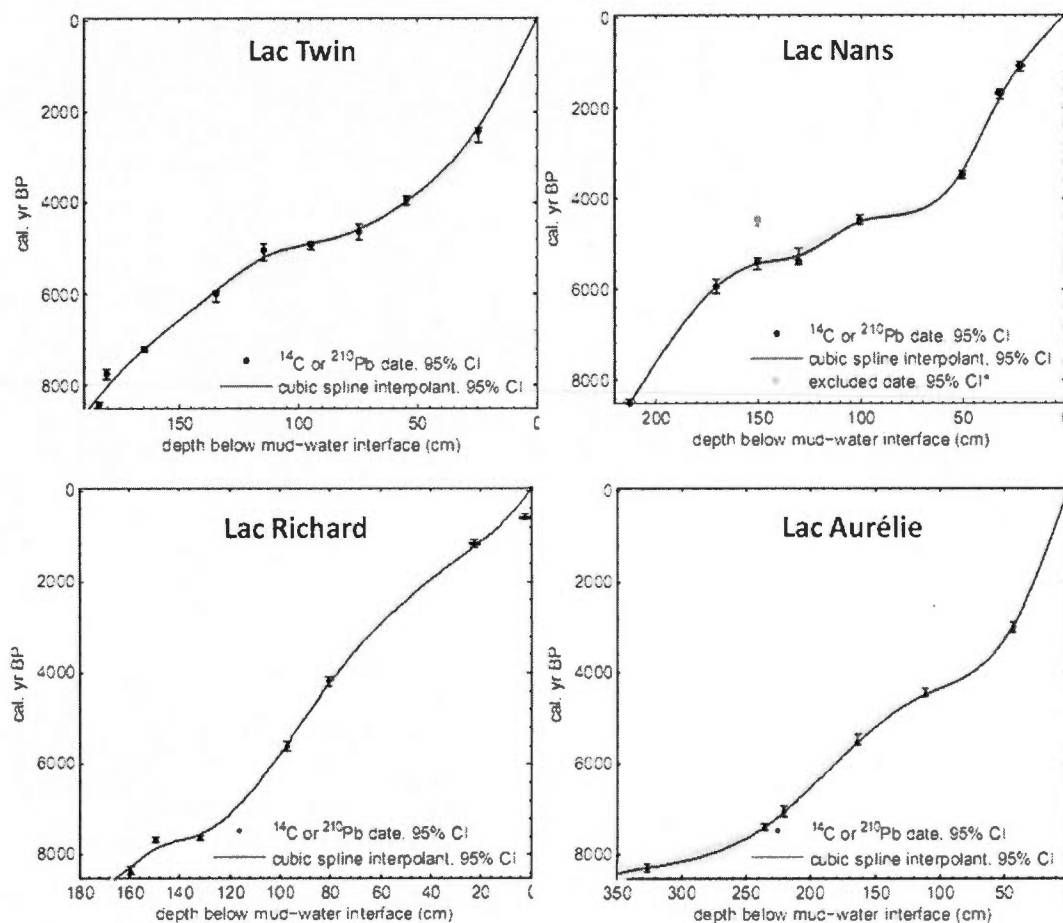 Lac Twin
0
2000
4000
6000
8000
cal. yr BP
14C or 210Pb date. 95% CI
cubic spline interpolant. 95% CI
150
100
50
0
depth below mud-water interface (cm)
Lac Nans
0
2000
4000
6000
8000
cal. yr BP
14C or 210Pb date. 95% CI
cubic spline interpolant. 95% CI
excluded date. 95% CI*
200
150
100
50
0
depth below mud-water interface (cm)
Lac Richard
0
2000
4000
6000
8000
cal. yr BP
14C or 210Pb date. 95% CI
cubic spline interpolant. 95% CI
180
160
140
120
100
80
60
40
20
0
depth below mud-water interface (cm)
Lac Aurélie
0
2000
4000
6000
8000
cal. yr BP
14C or 210Pb date. 95% CI
cubic spline interpolant. 95% CI
350
300
250
200
150
100
50
0
depth below mud-water interface (cm)